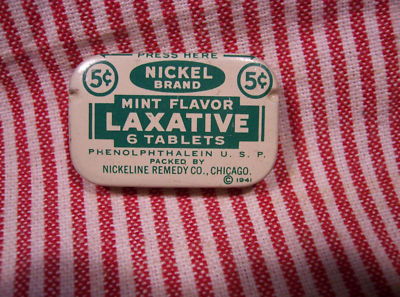 PRESS HERE
5¢ NICKEL 5¢
BRAND
MINT FLAVOR
LAXATIVE
6 TABLETS
PHENOLPHTHALEIN U. S. P.
PACKED BY
NICKELINE REMEDY CO., CHICAGO.
© 1941